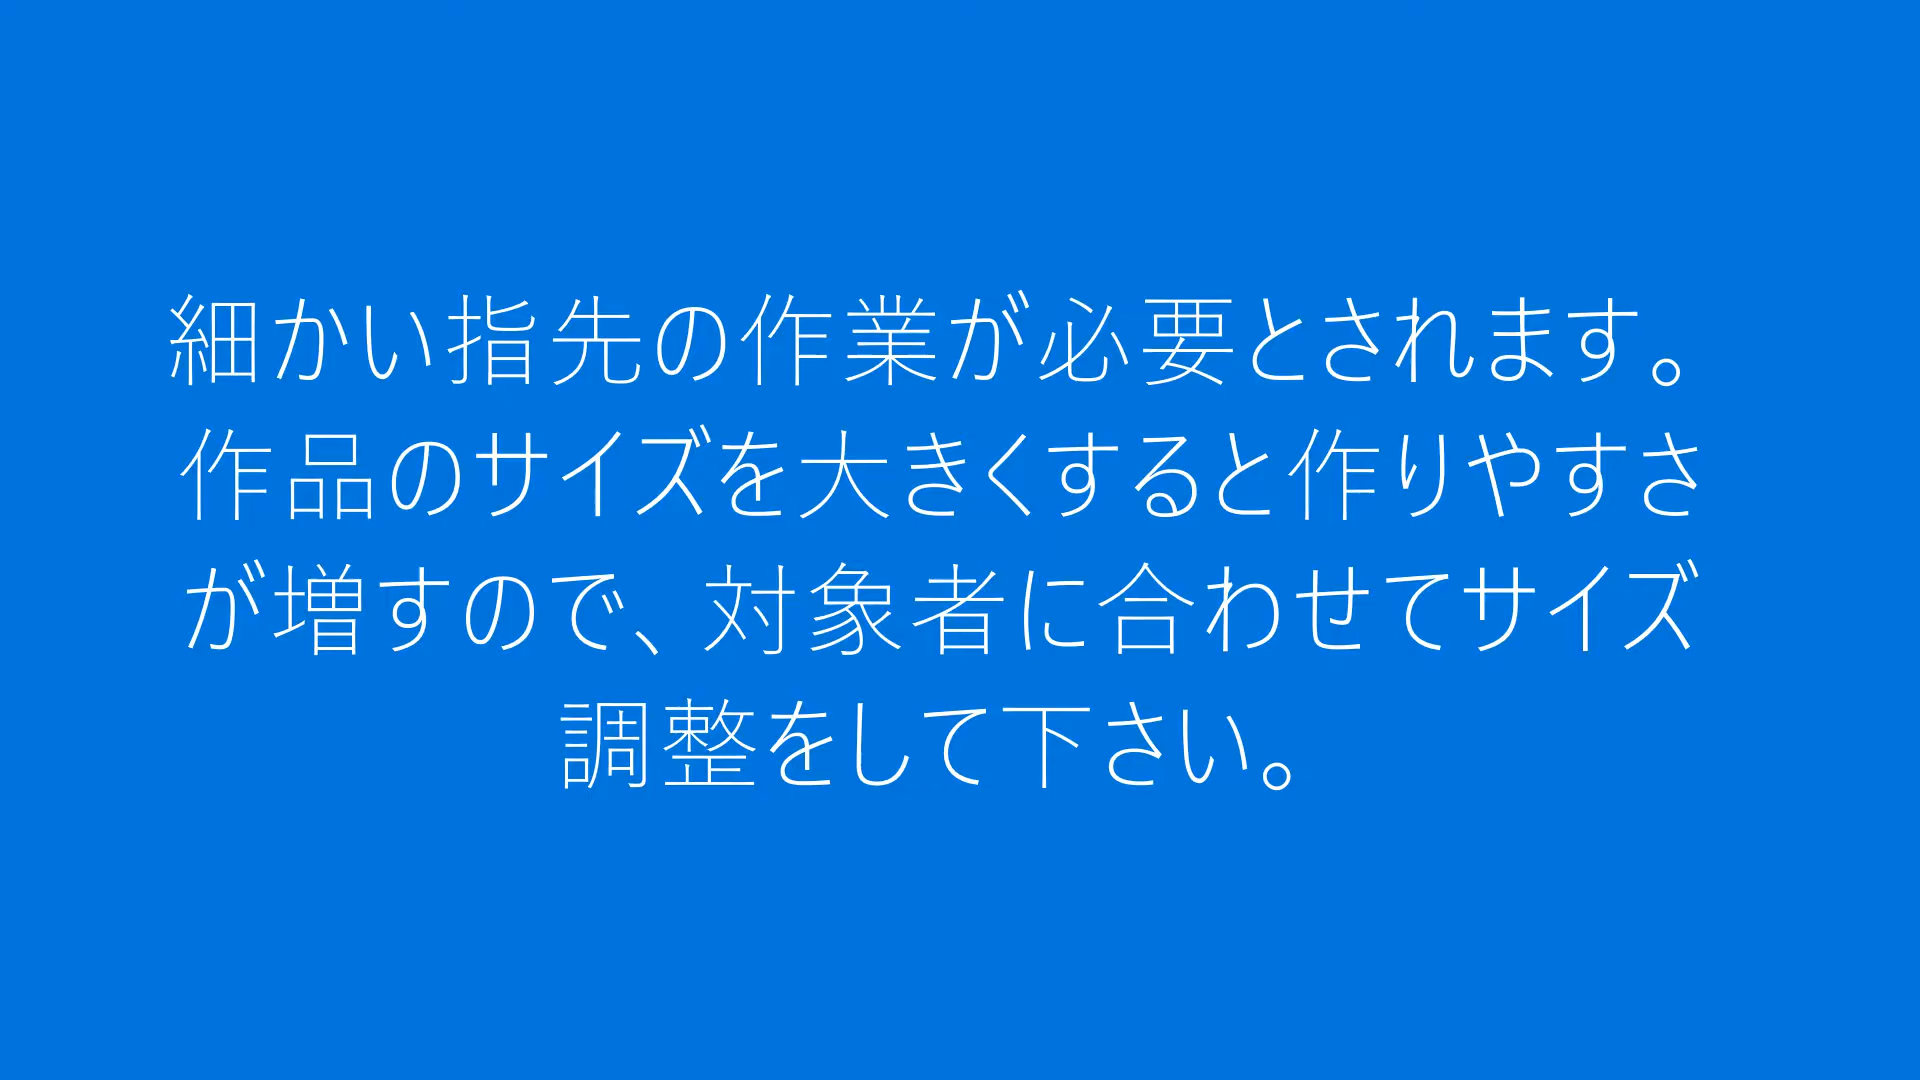 細かい指先の作業が必要とされます。
作品のサイズを大きくすると作りやすさ
が増すので、対象者に合わせてサイズ
調整をして下さい。